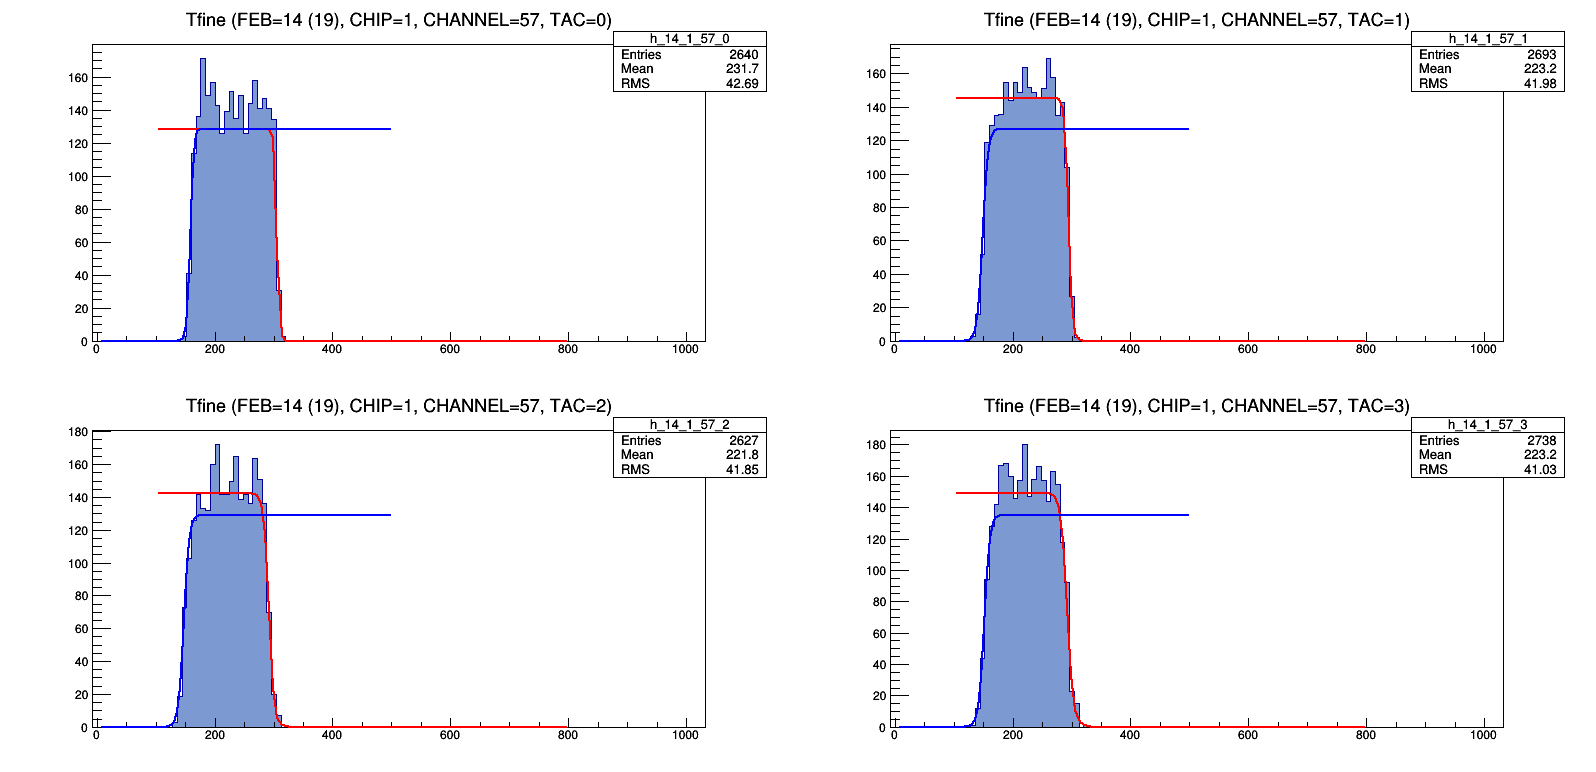 Tfine (FEB=14 (19), CHIP=1, CHANNEL=57, TAC=0)
h_14_1_57_0
Entries 2640
Mean 231.7
RMS 42.69
160
140
120
100
80
60
40
20
0
0 200 400 600 800 1000
Tfine (FEB=14 (19), CHIP=1, CHANNEL=57, TAC=1)
h_14_1_57_1
Entries 2693
Mean 223.2
RMS 41.98
160
140
120
100
80
60
40
20
0
0 200 400 600 800 1000
Tfine (FEB=14 (19), CHIP=1, CHANNEL=57, TAC=2)
h_14_1_57_2
Entries 2627
Mean 221.8
RMS 41.85
180
160
140
120
100
80
60
40
20
0
0 200 400 600 800 1000
Tfine (FEB=14 (19), CHIP=1, CHANNEL=57, TAC=3)
h_14_1_57_3
Entries 2738
Mean 223.2
RMS 41.03
180
160
140
120
100
80
60
40
20
0
0 200 400 600 800 1000